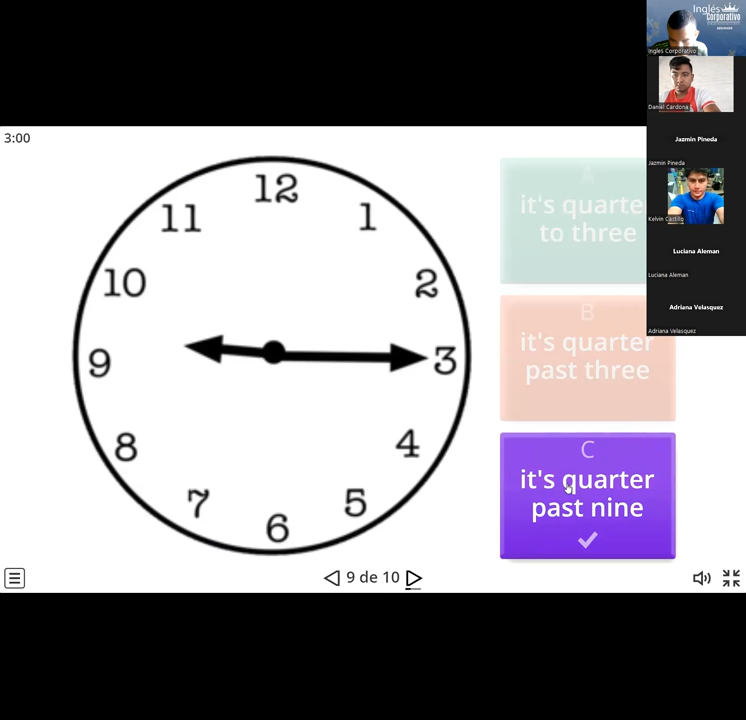 Inglés
Corporativo
Ingles Corporativo
Daniel Cardona
Jazmin Pineda
Jazmin Pineda
Kelvin Castillo
Luciana Aleman
Luciana Aleman
Adriana Velasquez
Adriana Velasquez
3:00
12
11
1
10
2
9
3
8
4
7
5
6
A
it's quarte
to three
B
it's quarter
past three
C
it's quarter
past nine
9 de 10